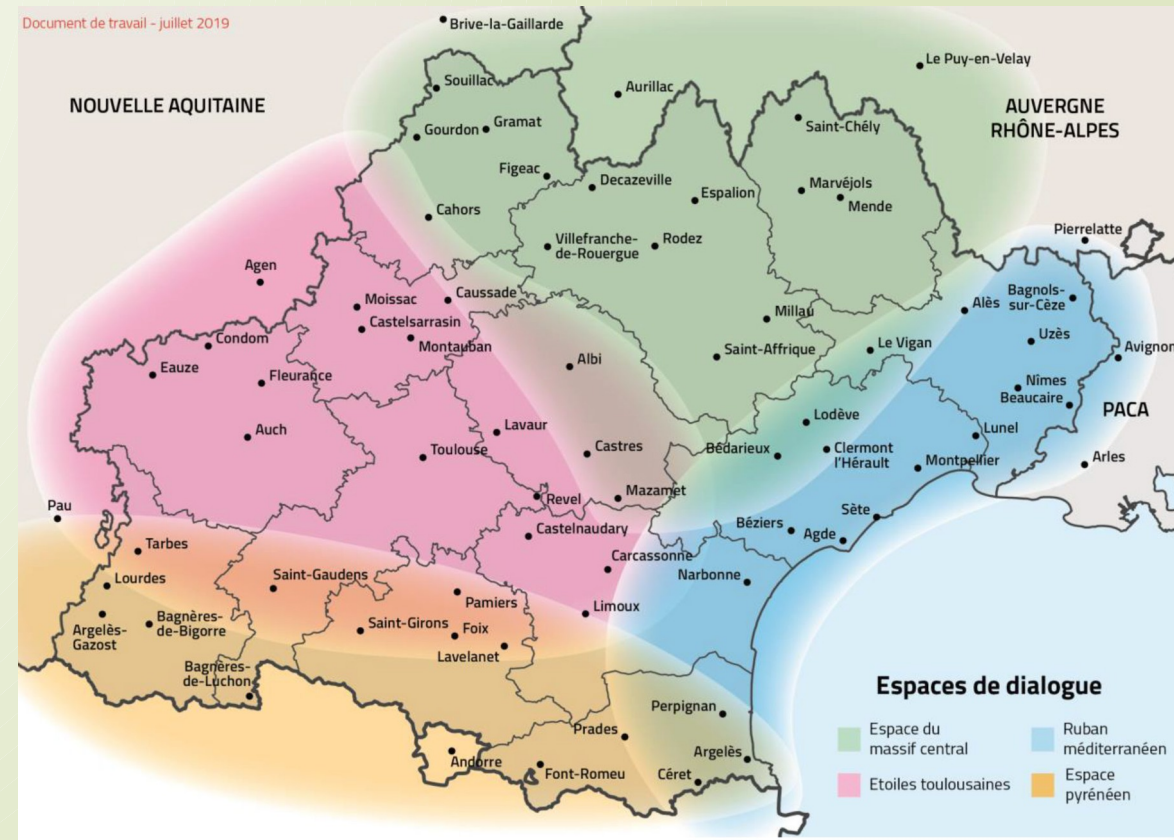 Document de travail - juillet 2019
Brive-la-Gaillarde
Le Puy-en-Velay
Souillac
Aurillac
NOUVELLE AQUITAINE
AUVERGNE
RHÔNE-ALPES
Saint-Chély
Gramat
Gourdon
Figeac
Decazeville
Espalion
Marvéjols
Mende
Cahors
Villefranche-
de-Rouergue
Rodez
Pierrelatte
Agen
Moissac
Caussade
Castelsarrasin
Montauban
Millau
Alès
Bagnols-
sur-Cèze
Condom
Eauze
Fleurance
Albi
Saint-Affrique
Le Vigan
Uzès
Avignon
Nîmes
Beaucaire
PACA
Auch
Lavaur
Toulouse
Castres
Lodève
Bédarieux
Clermont
l'Hérault
Lunel
Montpellier
Arles
Pau
Revel
Mazamet
Sète
Castelnaudary
Béziers
Agde
Tarbes
Carcassonne
Narbonne
Lourdes
Saint-Gaudens
Pamiers
Limoux
Argelès-
Gazost
Bagnères-
de-Bigorre
Saint-Girons
Foix
Lavelanet
Bagnères-
de-Luchon
Perpignan
Prades
Argelès
Andorre
Font-Romeu
Céret
Espaces de dialogue
Espace du
massif central
Ruban
méditerranéen
Etoiles toulousaines
Espace
pyrénéen